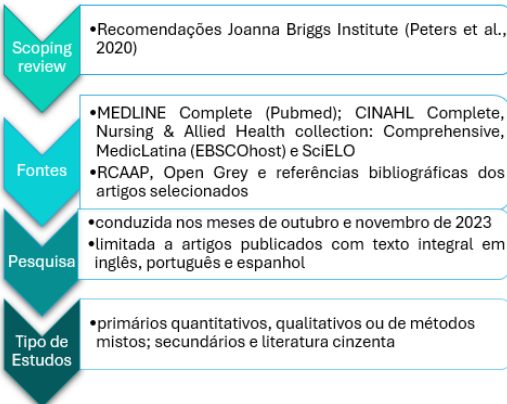 Scoping
review
•Recomendações Joanna Briggs Institute (Peters et al.,
2020)
Fontes
•MEDLINE Complete (Pubmed); CINAHL Complete,
Nursing & Allied Health collection: Comprehensive,
MedicLatina (EBSCOhost) e SciELO
•RCAAP, Open Grey e referências bibliográficas dos
artigos selecionados
Pesquisa
•conduzida nos meses de outubro e novembro de 2023
•limitada a artigos publicados com texto integral em
inglês, português e espanhol
Tipo de
Estudos
•primários quantitativos, qualitativos ou de métodos
mistos; secundários e literatura cinzenta